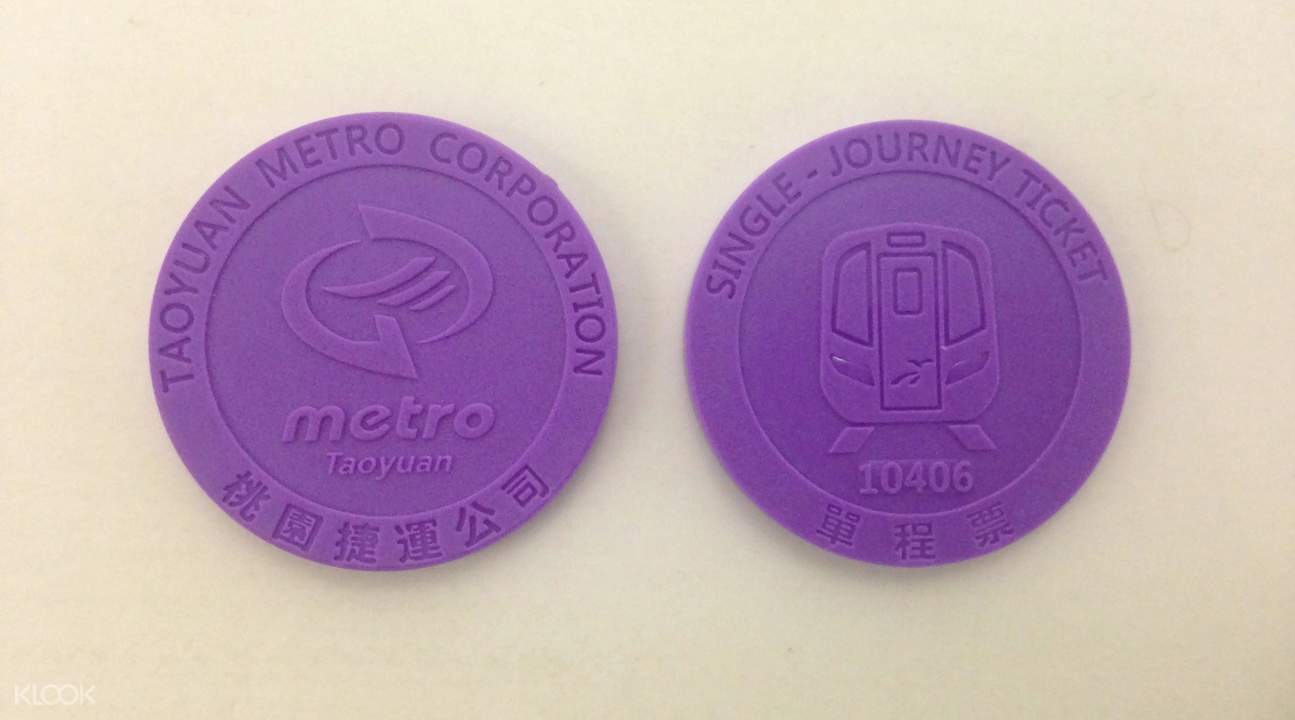 TAOYUAN METRO CORPORATION
metro
Taoyuan
桃園捷運公司
SINGLE-JOURNEY TICKET
10406
單程票
KLOOK